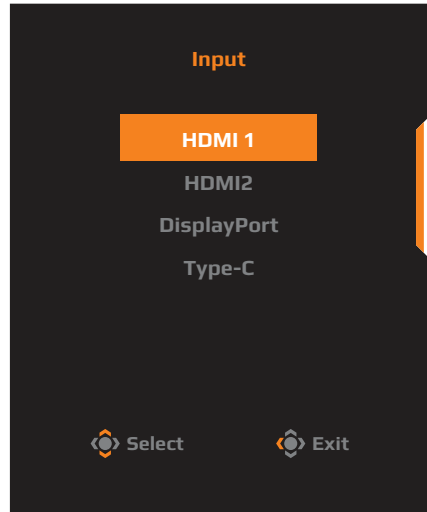 Input
HDMI 1
HDMI2
DisplayPort
Type-C
Select Exit